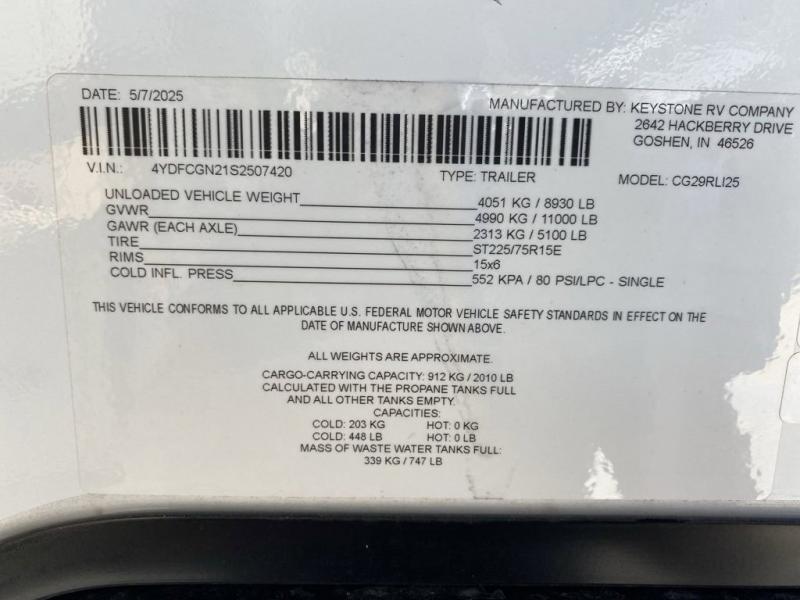 DATE: 5/7/2025 MANUFACTURED BY: KEYSTONE RV COMPANY
2642 HACKBERRY DRIVE
GOSHEN, IN 46526
V.I.N.: 4YDFCGN21S2507420 TYPE: TRAILER MODEL: CG29RLI25
UNLOADED VEHICLE WEIGHT 4051 KG / 8930 LB
GVWR 4990 KG / 11000 LB
GAWR (EACH AXLE) 2313 KG / 5100 LB
TIRE ST225/75R15E
RIMS 15x6
COLD INFL. PRESS 552 KPA / 80 PSI/LPC - SINGLE
THIS VEHICLE CONFORMS TO ALL APPLICABLE U.S. FEDERAL MOTOR VEHICLE SAFETY STANDARDS IN EFFECT ON THE
DATE OF MANUFACTURE SHOWN ABOVE.
ALL WEIGHTS ARE APPROXIMATE.
CARGO-CARRYING CAPACITY: 912 KG / 2010 LB
CALCULATED WITH THE PROPANE TANKS FULL
AND ALL OTHER TANKS EMPTY.
CAPACITIES:
COLD: 203 KG HOT: 0 KG
COLD: 448 LB HOT: 0 LB
MASS OF WASTE WATER TANKS FULL:
339 KG / 747 LB